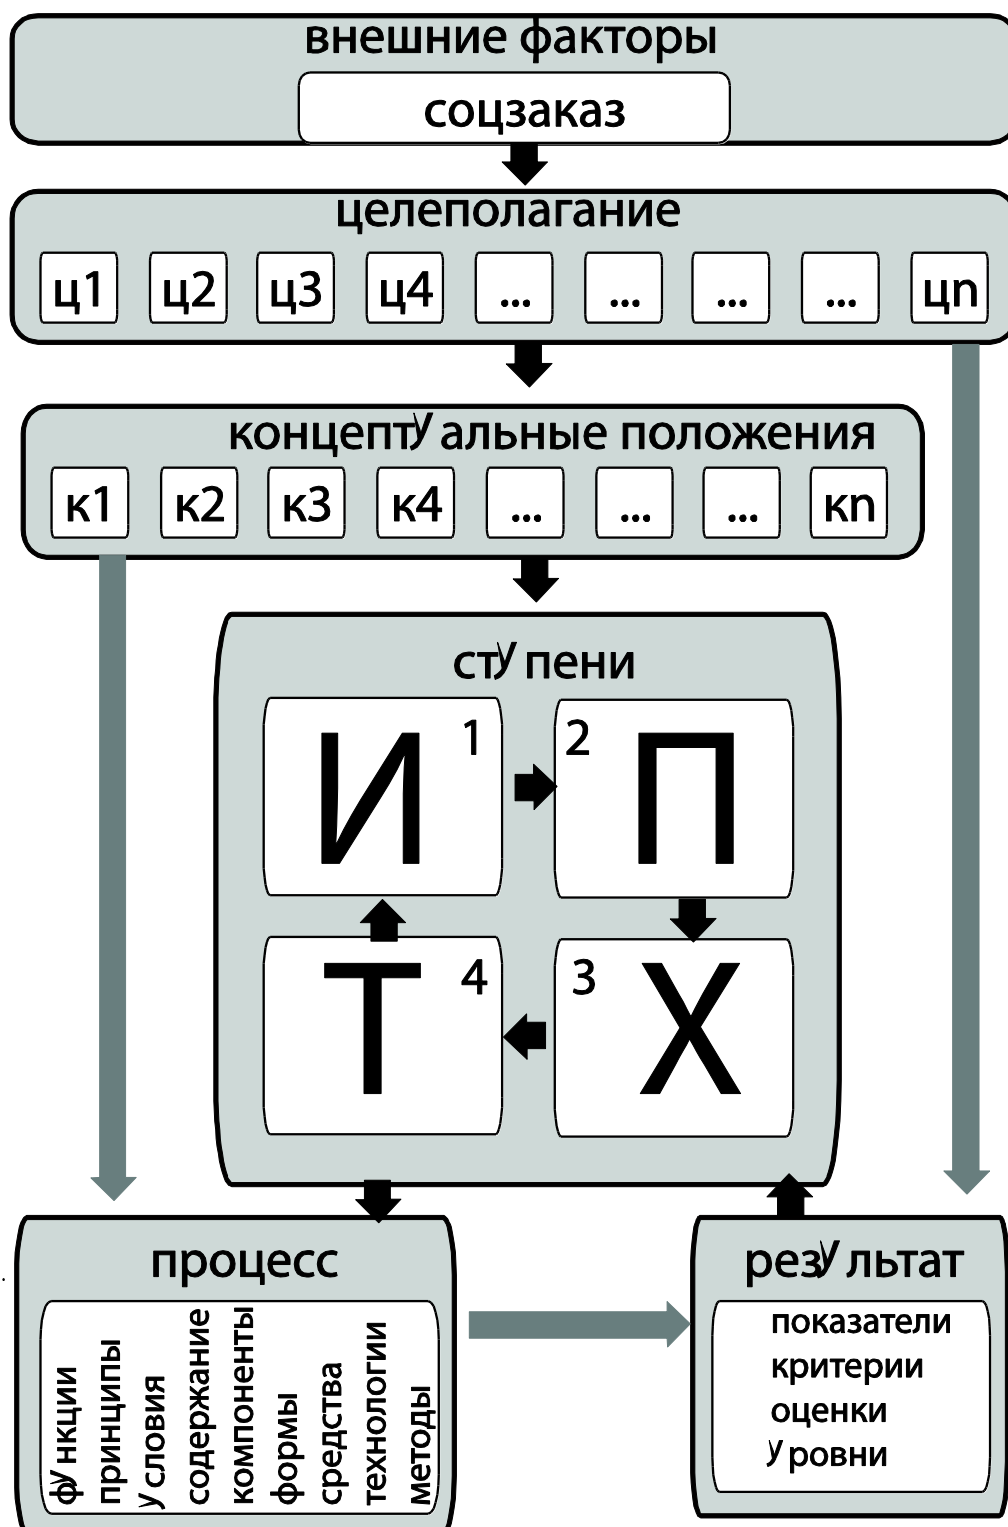 внешние факторы
соцзаказ
целеполагание
ц1 ц2 ц3 ц4 ... ... ... ... цn
концептуальные положения
к1 к2 к3 к4 ... ... ... кn
ступени
И 1
2 П
Т 4
3 Х
процесс
функции
принципы
условия
содержание
компоненты
формы
средства
технологии
методы
результат
показатели
критерии
оценки
уровни